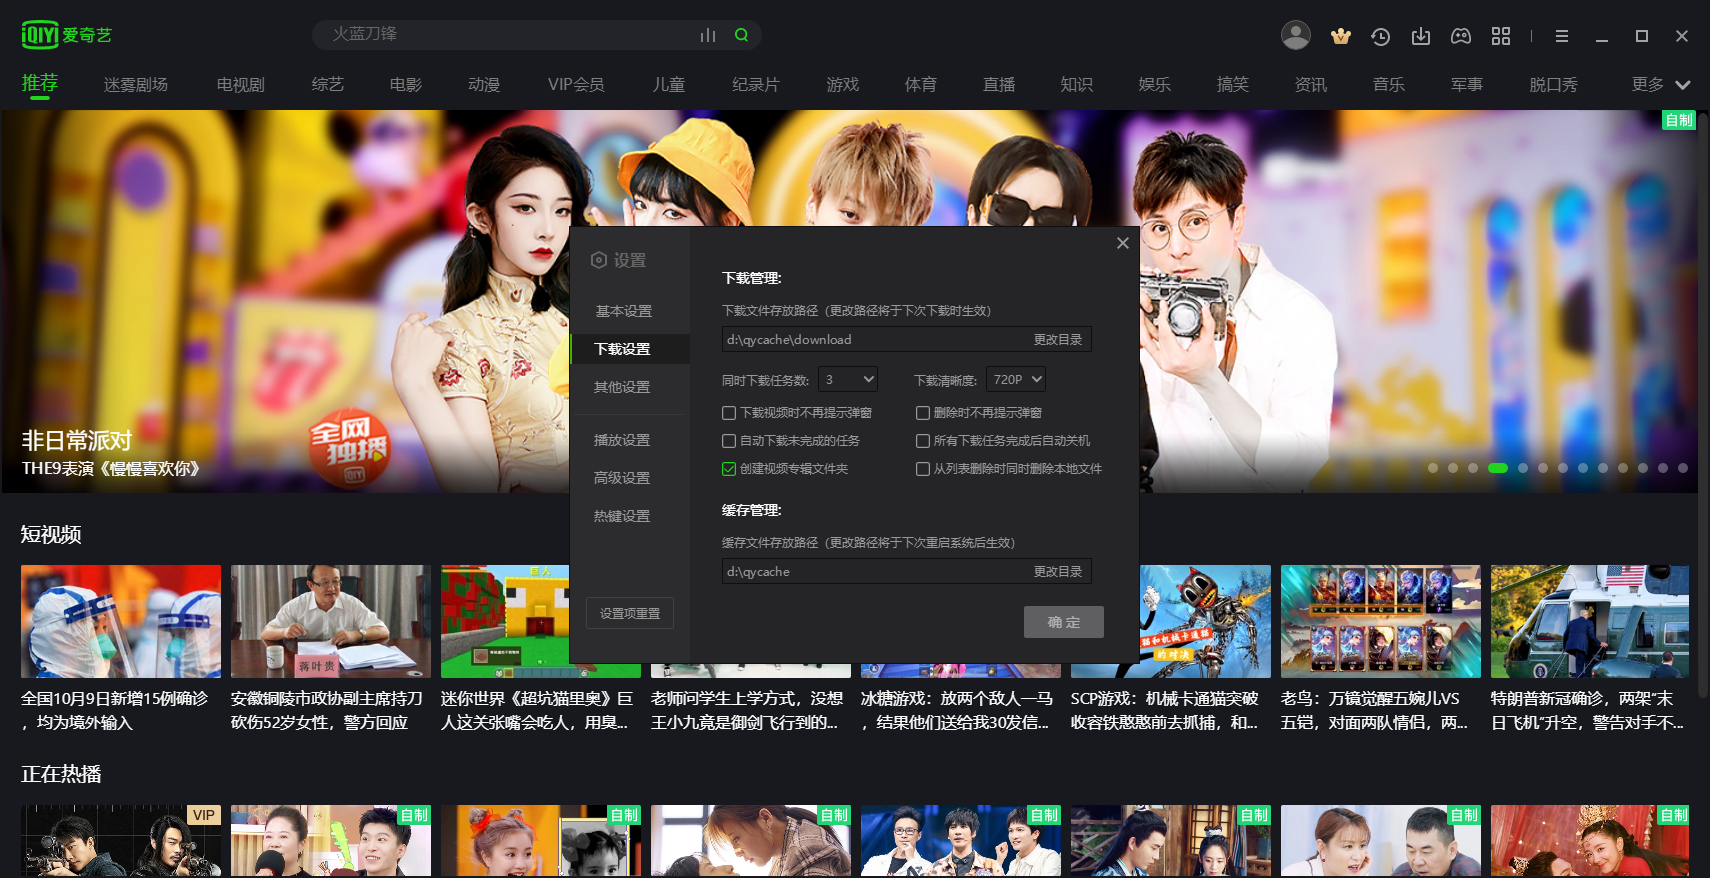 iQIYI 爱奇艺
火蓝刀锋
推荐 迷雾剧场 电视剧 综艺 电影 动漫 VIP会员 儿童 纪录片 游戏 体育 直播 知识 娱乐 搞笑 资讯 音乐 军事 脱口秀 更多
自制
非日常派对
THE9表演《慢慢喜欢你》
全网
独播
iQIYI
设置
基本设置
下载设置
其他设置
播放设置
高级设置
热键设置
设置项重置
下载管理:
下载文件存放路径（更改路径将于下次下载时生效）
d:\qycache\download 更改目录
同时下载任务数: 3 下载清晰度: 720P
下载视频时不再提示弹窗 删除时不再提示弹窗
自动下载未完成的任务 所有下载任务完成后自动关机
创建视频专辑文件夹 从列表删除时同时删除本地文件
缓存管理:
缓存文件存放路径（更改路径将于下次重启系统后生效）
d:\qycache 更改目录
确 定
短视频
蒋叶贵
巨人
猫和机械卡通猫
的对决
全国10月9日新增15例确诊
，均为境外输入
安徽铜陵市政协副主席持刀
砍伤52岁女性，警方回应
迷你世界《超坑猫里奥》巨
人这关张嘴会吃人，用臭...
老师问学生上学方式，没想
王小九竟是御剑飞行到的...
冰糖游戏：放两个敌人一马
，结果他们送给我30发信...
SCP游戏：机械卡通猫突破
收容铁憨憨前去抓捕，和...
老鸟：万镜觉醒五婉儿VS
五铠，对面两队情侣，两...
特朗普新冠确诊，两架“末
日飞机”升空，警告对手不...
正在热播
VIP 自制 自制 自制 自制 自制 自制 自制